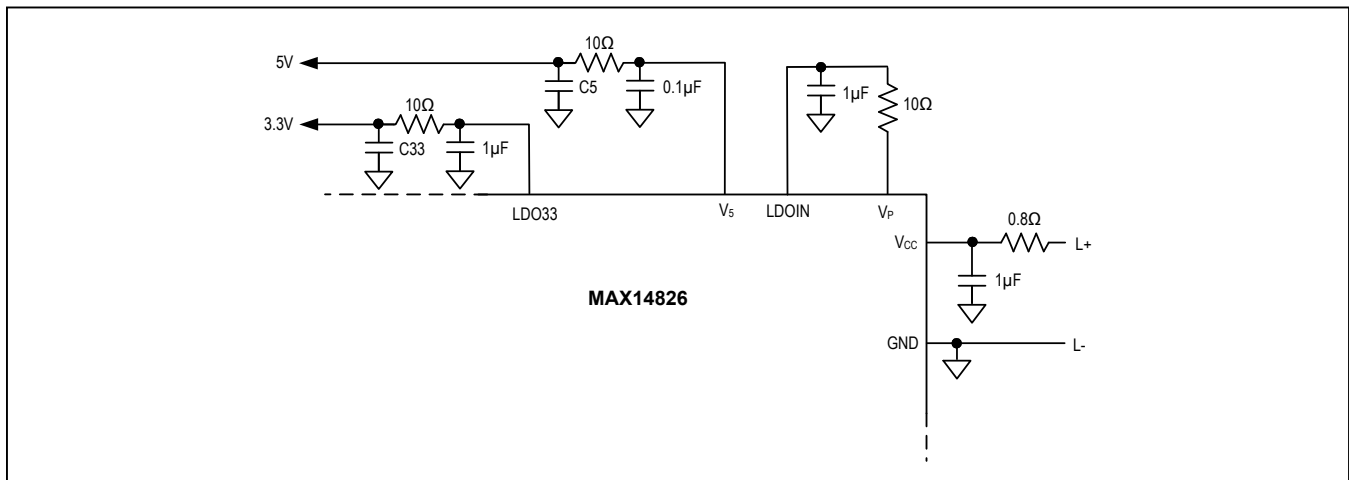 10Ω
5V
C5
0.1µF
1µF
10Ω
10Ω
3.3V
C33
1µF
LDO33
V₅
LDOIN
Vₚ
V_CC
0.8Ω
L+
1µF
MAX14826
GND
L-